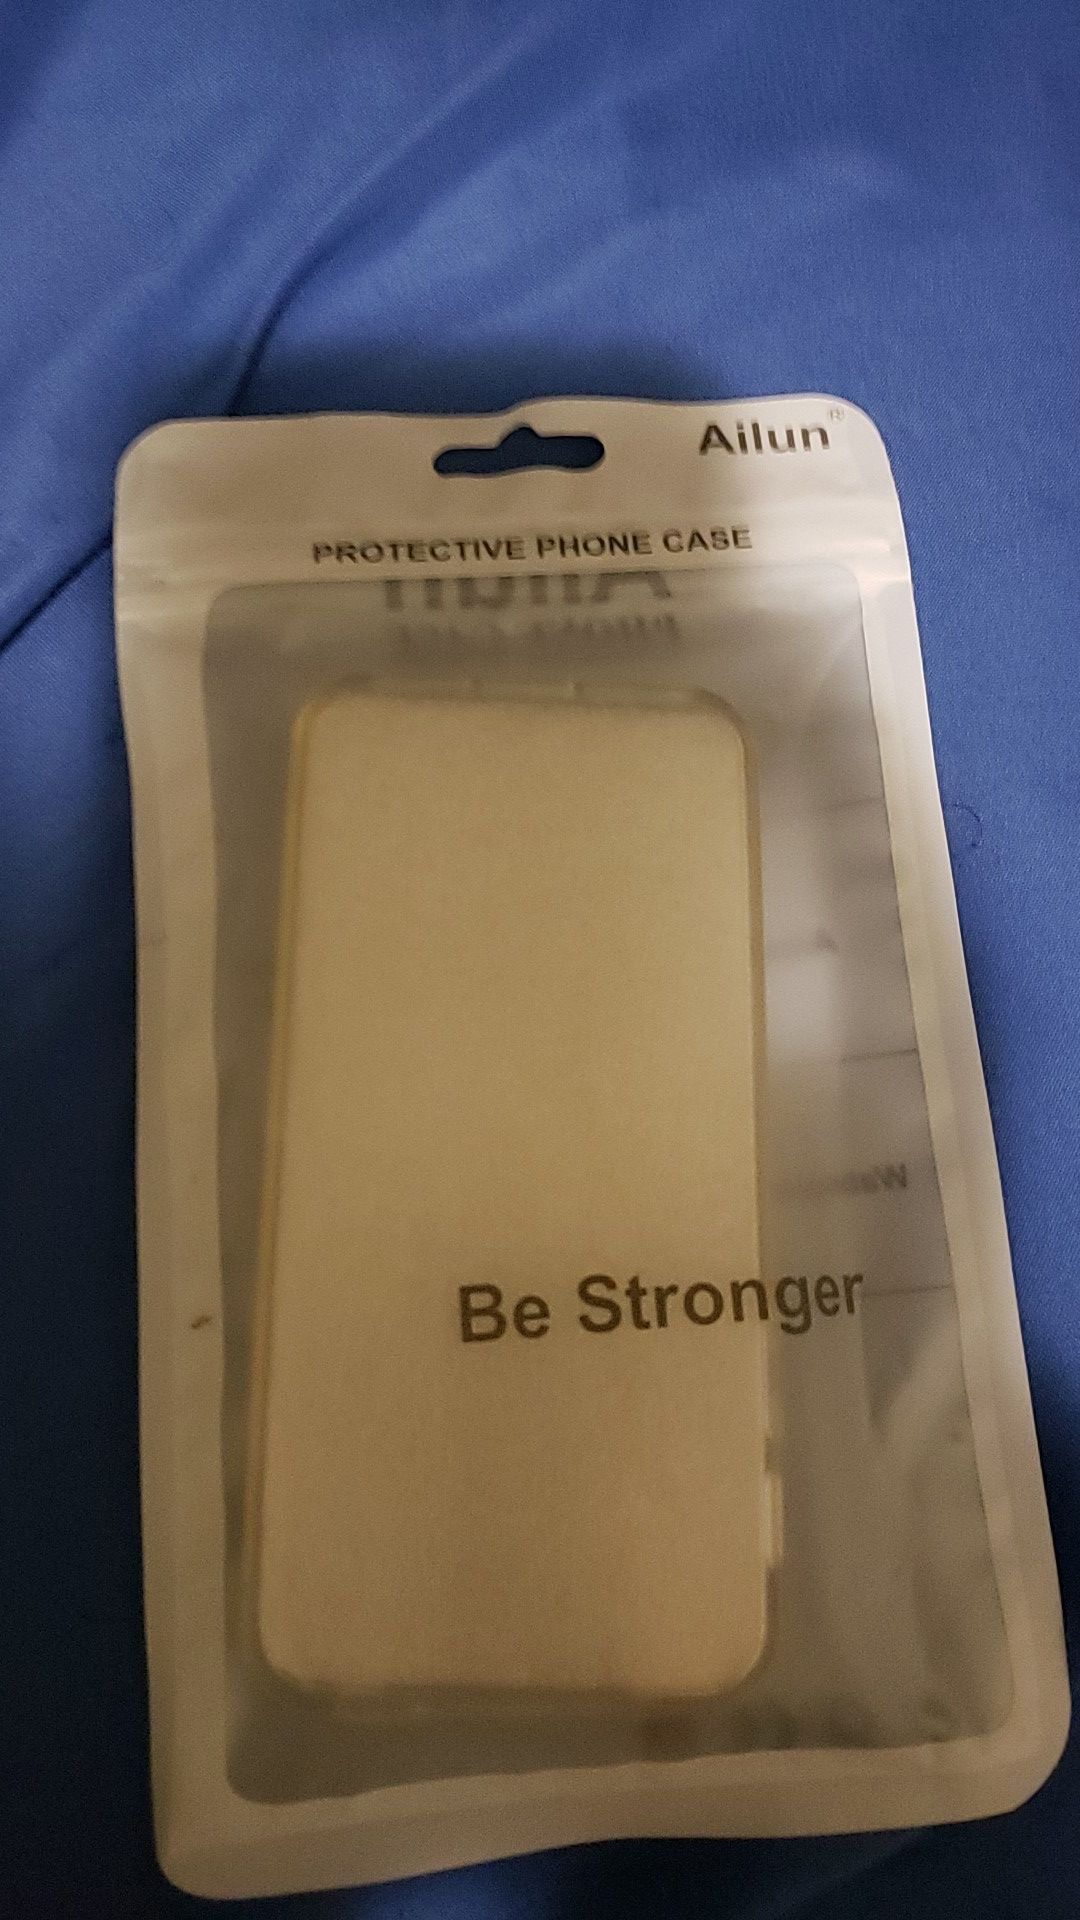 Ailun®
PROTECTIVE PHONE CASE
Be Stronger